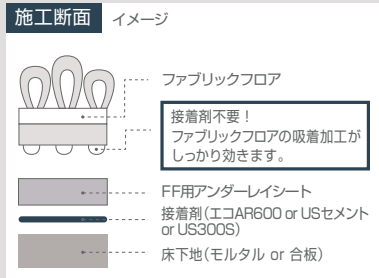 施工断面 イメージ
ファブリックフロア
接着剤不要！
ファブリックフロアの吸着加工が
しっかり効きます。
FF用アンダーレイシート
接着剤（エコAR600 or USセメント
or US300S）
床下地（モルタル or 合板）